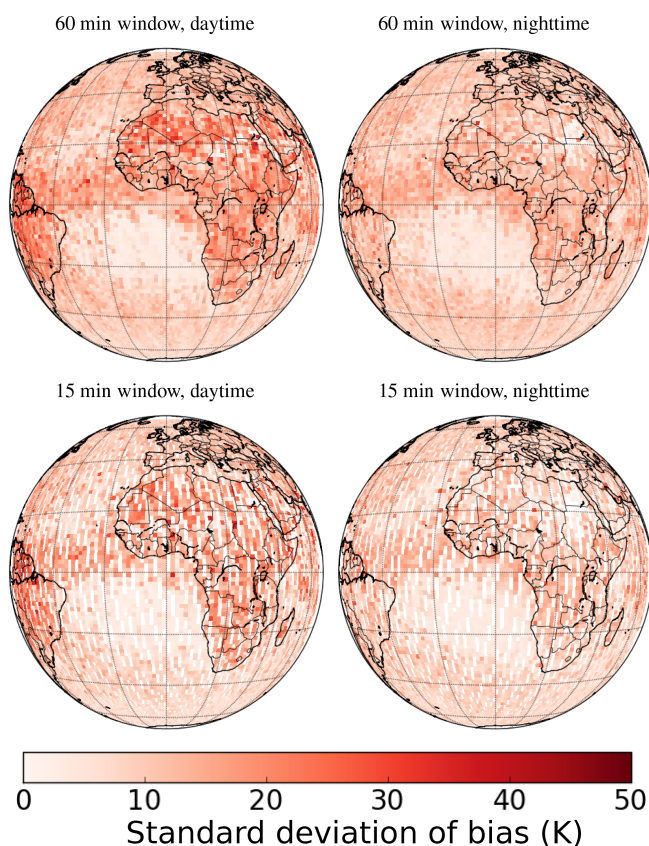 60 min window, daytime
60 min window, nighttime
15 min window, daytime
15 min window, nighttime
0 10 20 30 40 50
Standard deviation of bias (K)